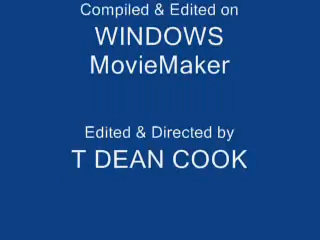 Compiled & Edited on
WINDOWS
MovieMaker
Edited & Directed by
T DEAN COOK